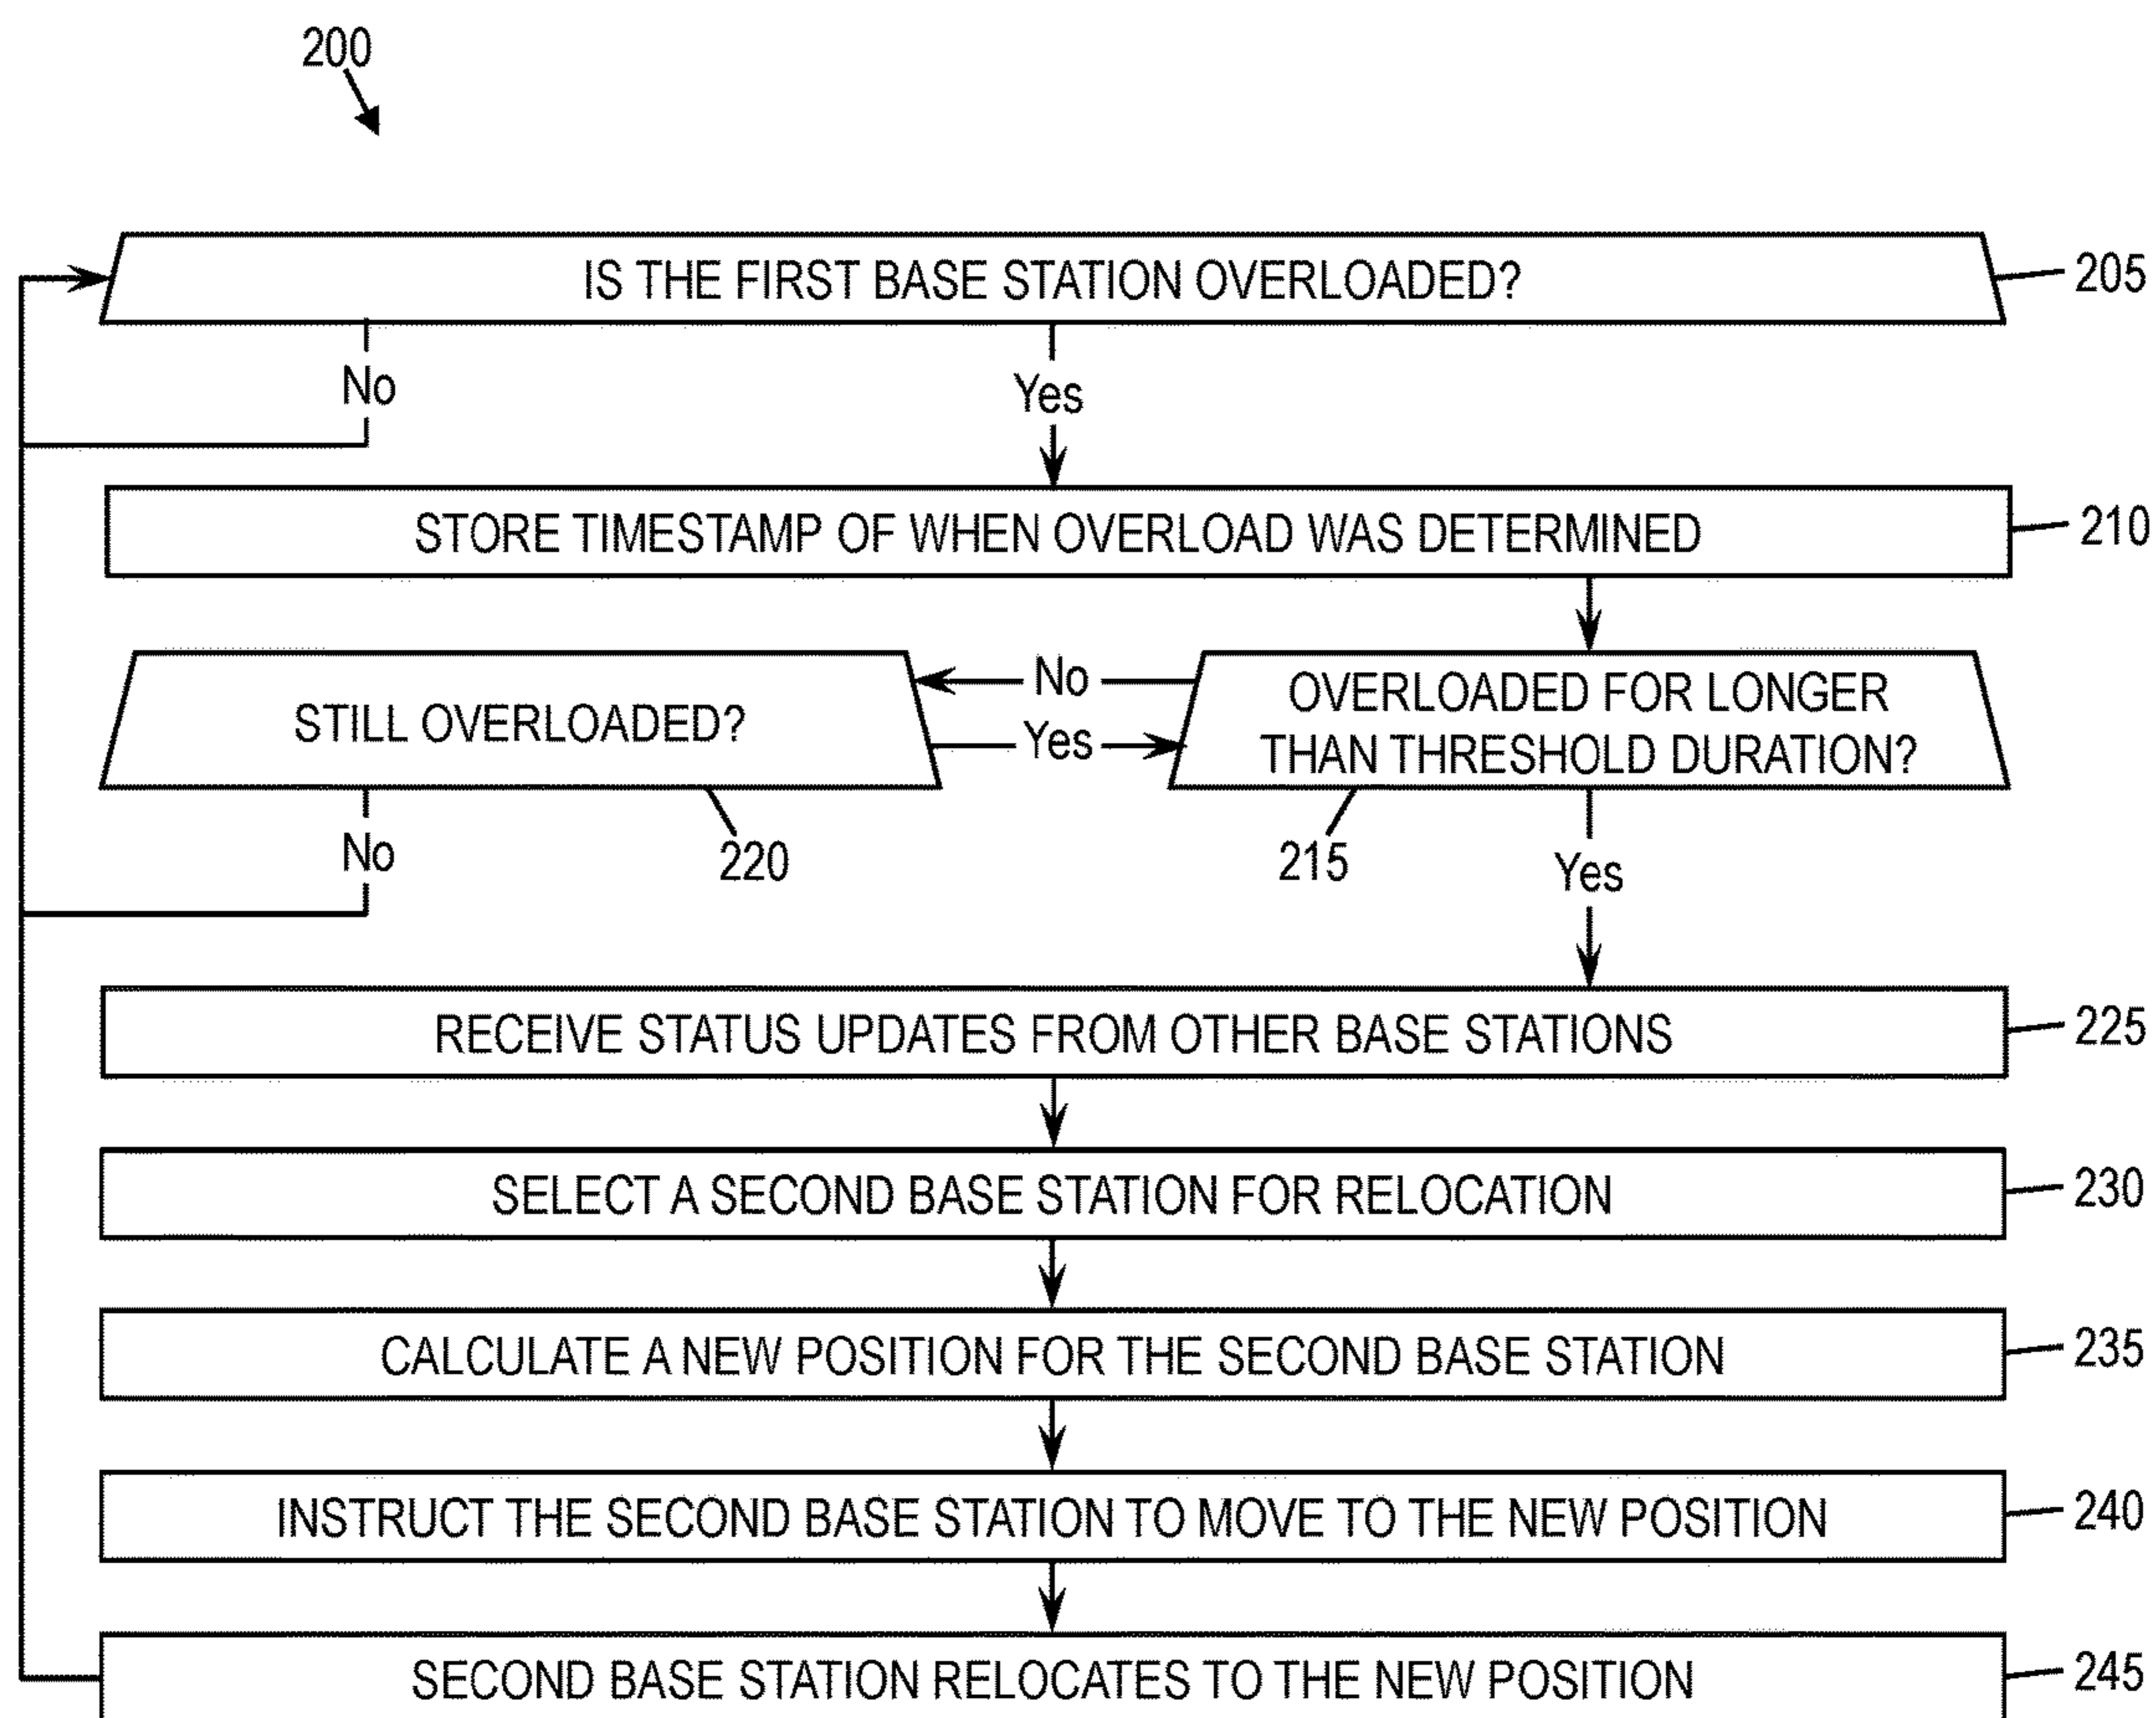 200
IS THE FIRST BASE STATION OVERLOADED?
205
No
Yes
STORE TIMESTAMP OF WHEN OVERLOAD WAS DETERMINED
210
STILL OVERLOADED?
No
Yes
OVERLOADED FOR LONGER
THAN THRESHOLD DURATION?
No
220
215
Yes
RECEIVE STATUS UPDATES FROM OTHER BASE STATIONS
225
SELECT A SECOND BASE STATION FOR RELOCATION
230
CALCULATE A NEW POSITION FOR THE SECOND BASE STATION
235
INSTRUCT THE SECOND BASE STATION TO MOVE TO THE NEW POSITION
240
SECOND BASE STATION RELOCATES TO THE NEW POSITION
245